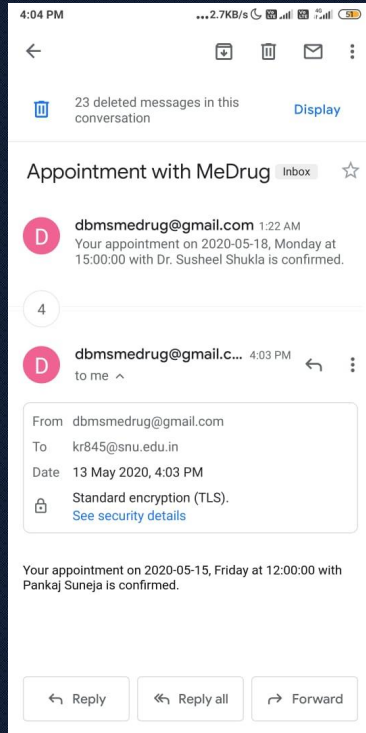 4:04 PM ...2.7KB/s 4G 51
23 deleted messages in this
conversation
Display
Appointment with MeDrug Inbox
D
dbmsmedrug@gmail.com 1:22 AM
Your appointment on 2020-05-18, Monday at
15:00:00 with Dr. Susheel Shukla is confirmed.
4
D
dbmsmedrug@gmail.c... 4:03 PM
to me
From dbmsmedrug@gmail.com
To kr845@snu.edu.in
Date 13 May 2020, 4:03 PM
Standard encryption (TLS).
See security details
Your appointment on 2020-05-15, Friday at 12:00:00 with
Pankaj Suneja is confirmed.
Reply Reply all Forward